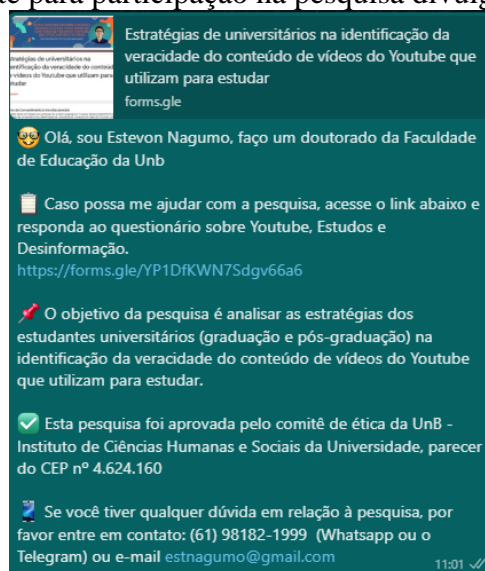 te para participação na pesquisa divulg
Estratégias de universitários na identificação da
veracidade do conteúdo de vídeos do Youtube que
utilizam para estudar
forms.gle
Olá, sou Estevon Nagumo, faço um doutorado da Faculdade
de Educação da Unb
Caso possa me ajudar com a pesquisa, acesse o link abaixo e
responda ao questionário sobre Youtube, Estudos e
Desinformação.
https://forms.gle/YP1DfKWN7Sdgv66a6
O objetivo da pesquisa é analisar as estratégias dos
estudantes universitários (graduação e pós-graduação) na
identificação da veracidade do conteúdo de vídeos do Youtube
que utilizam para estudar.
Esta pesquisa foi aprovada pelo comitê de ética da UnB -
Instituto de Ciências Humanas e Sociais da Universidade, parecer
do CEP nº 4.624.160
Se você tiver qualquer dúvida em relação à pesquisa, por
favor entre em contato: (61) 98182-1999 (Whatsapp ou o
Telegram) ou e-mail estnagumo@gmail.com
11:01